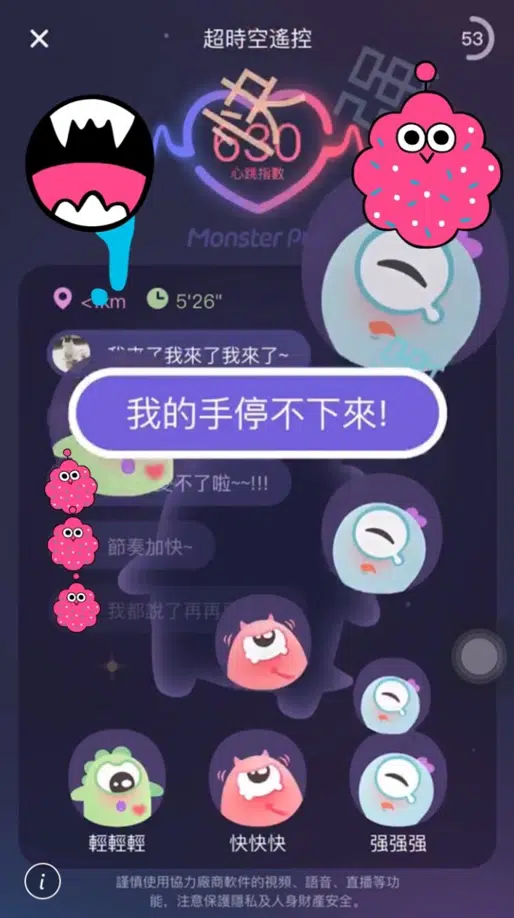 超時空遙控
53
快
强
630
心跳指數
Monster P
<1km
5'26"
我來了我來了我來了~
我的手停不下來!
不了啦~~!!!
節奏加快~
我都說了再再
輕輕輕
快快快
强强强
i
謹慎使用協力廠商軟件的視頻、語音、直播等功
能，注意保護隱私及人身財產安全。